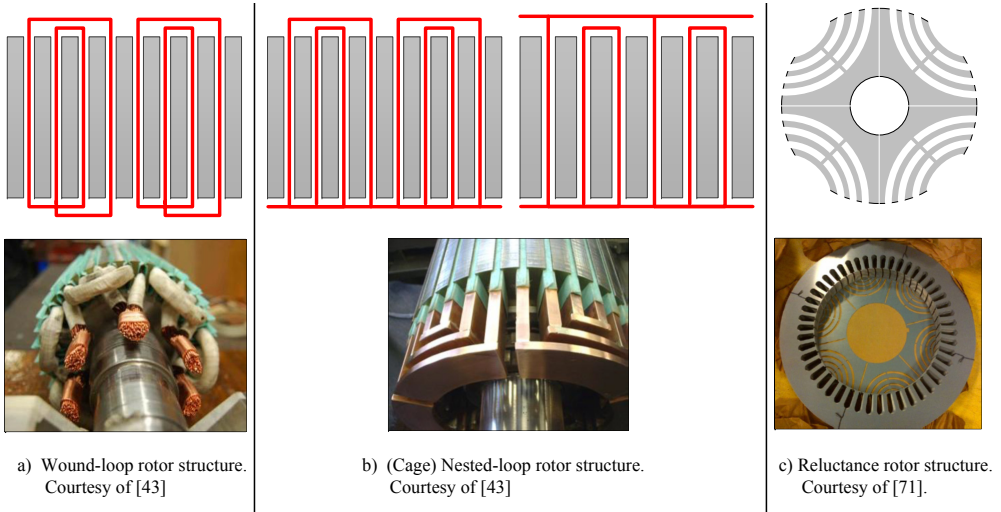 a) Wound-loop rotor structure.
Courtesy of [43]
b) (Cage) Nested-loop rotor structure.
Courtesy of [43]
c) Reluctance rotor structure.
Courtesy of [71].